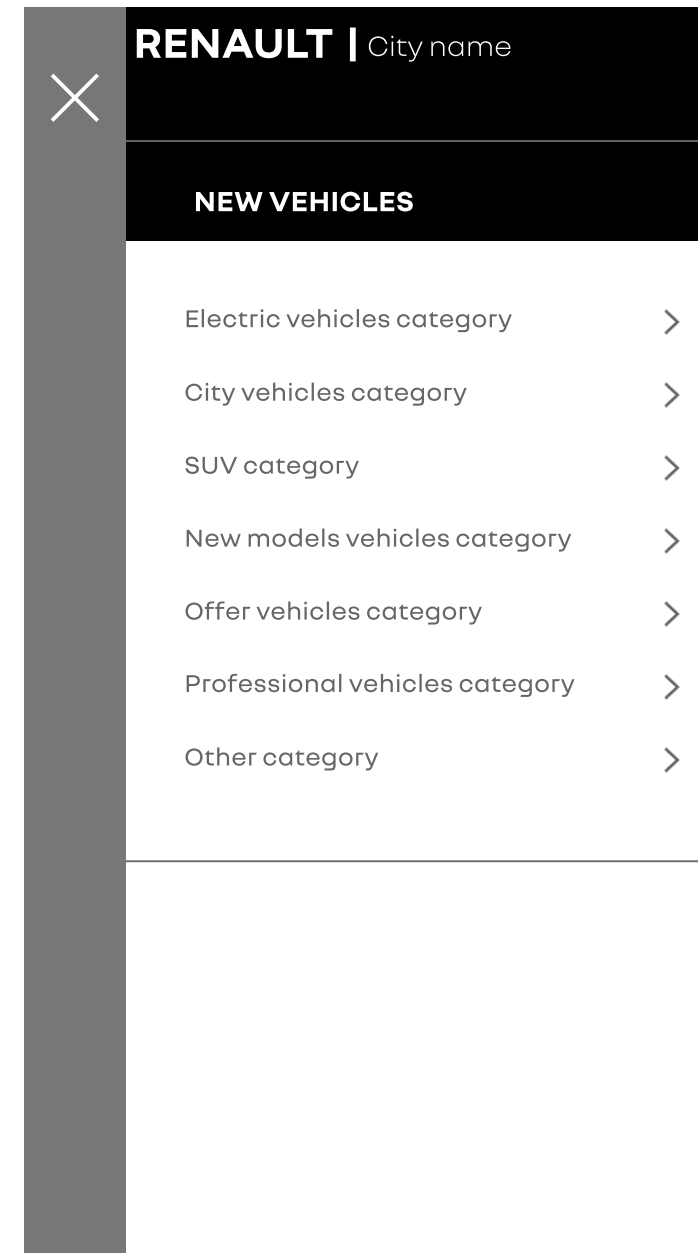 RENAULT | City name
NEW VEHICLES
Electric vehicles category
City vehicles category
SUV category
New models vehicles category
Offer vehicles category
Professional vehicles category
Other category